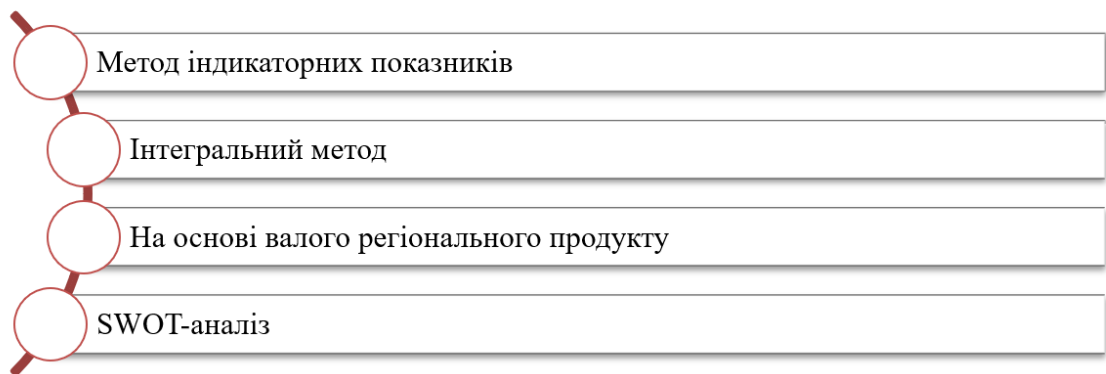 Метод індикаторних показників
Інтегральний метод
На основі валого регіонального продукту
SWOT-аналіз